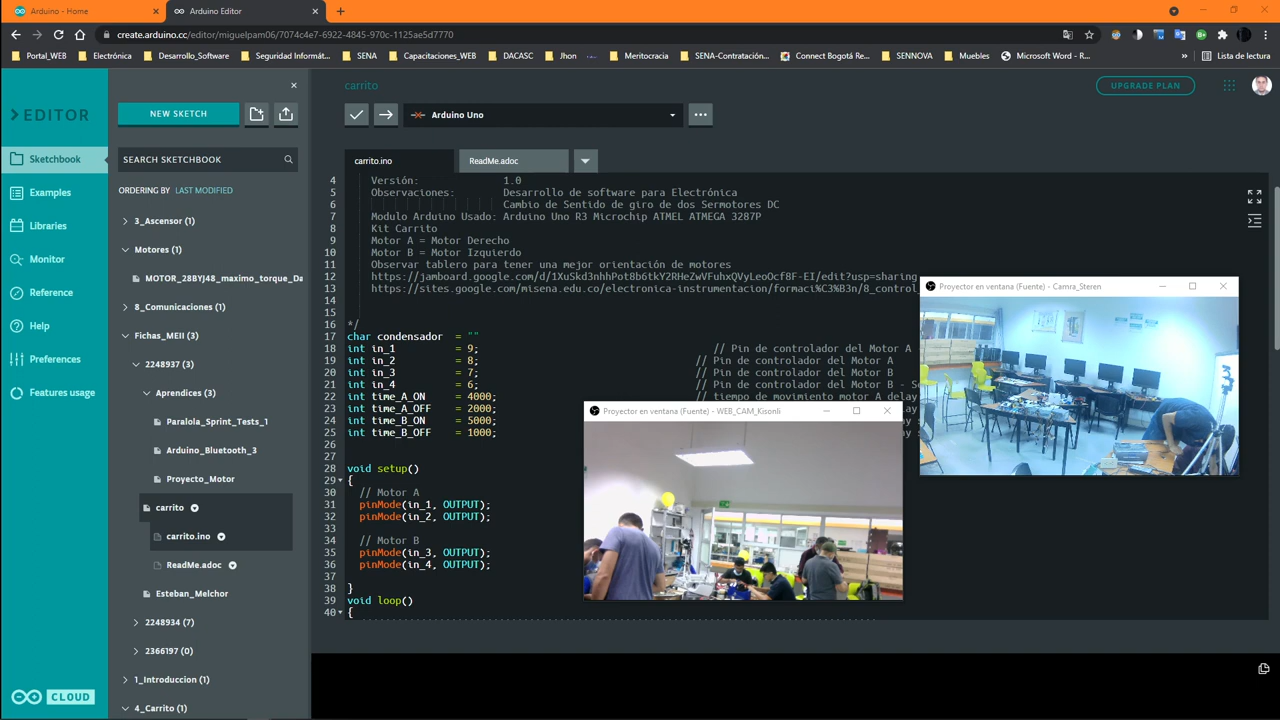 Arduino - Home
Arduino Editor
create.arduino.cc/editor/miguelpam06/7074c4e7-6922-4845-970c-1125ae5d7770
Portal_WEB
Electrónica
Desarrollo_Software
Seguridad Informát...
SENA
Capacitaciones_WEB
DACASC
Jhon
Meritocracia
SENA-Contratación...
Connect Bogotá Re...
SENNOVA
Muebles
Microsoft Word - R...
»
Lista de lectura
EDITOR
NEW SKETCH
carrito
UPGRADE PLAN
Arduino Uno
Sketchbook
Examples
Libraries
Monitor
Reference
Help
Preferences
Features usage
CLOUD
SEARCH SKETCHBOOK
ORDERING BY LAST MODIFIED
3_Ascensor (1)
Motores (1)
MOTOR_28BYJ48_maximo_torque_Da
8_Comunicaciones (1)
Fichas_MEII (3)
2248937 (3)
Aprendices (3)
Paralola_Sprint_Tests_1
Arduino_Bluetooth_3
Proyecto_Motor
carrito
carrito.ino
ReadMe.adoc
Esteban_Melchor
2248934 (7)
2366197 (0)
1_Introduccion (1)
4_Carrito (1)
carrito.ino
ReadMe.adoc
4 Versión: 1.0
5 Observaciones: Desarrollo de software para Electrónica
6 Cambio de Sentido de giro de dos Sermotores DC
7 Modulo Arduino Usado: Arduino Uno R3 Microchip ATMEL ATMEGA 3287P
8 Kit Carrito
9 Motor A = Motor Derecho
10 Motor B = Motor Izquierdo
11 Observar tablero para tener una mejor orientación de motores
12 https://jamboard.google.com/d/1XuSkd3nhhPot8b6tkY2RHeZwVFuhxQVyLeoOcf8F-EI/edit?usp=sharing
13 https://sites.google.com/misena.edu.co/electronica-instrumentacion/formaci%C3%B3n/8_control
14
15
16 */
17 char condensador = ""
18 int in_1 = 9; // Pin de controlador del Motor A
19 int in_2 = 8; // Pin de controlador del Motor A
20 int in_3 = 7; // Pin de controlador del Motor B
21 int in_4 = 6; // Pin de controlador del Motor B - Se
22 int time_A_ON = 4000; // tiempo de movimiento motor A delay
23 int time_A_OFF = 2000;
24 int time_B_ON = 5000;
25 int time_B_OFF = 1000;
26
27
28 void setup()
29 {
30 // Motor A
31 pinMode(in_1, OUTPUT);
32 pinMode(in_2, OUTPUT);
33
34 // Motor B
35 pinMode(in_3, OUTPUT);
36 pinMode(in_4, OUTPUT);
37
38 }
39 void loop()
40 {
Proyector en ventana (Fuente) - Camra_Steren
Proyector en ventana (Fuente) - WEB_CAM_Kisonli